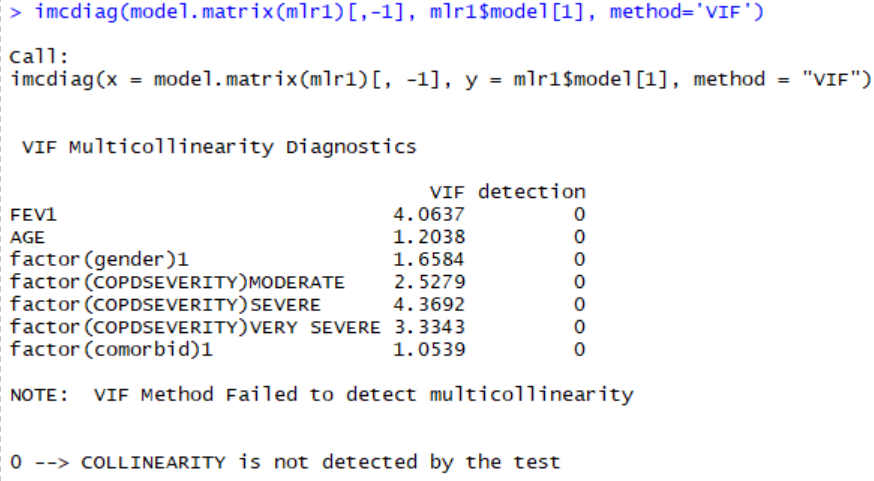 > imcdiag(model.matrix(mlr1)[,-1], mlr1$model[1], method='VIF')
Call:
imcdiag(x = model.matrix(mlr1)[, -1], y = mlr1$model[1], method = "VIF")
VIF Multicollinearity Diagnostics
VIF detection
FEV1 4.0637 0
AGE 1.2038 0
factor(gender)1 1.6584 0
factor(COPDSEVERITY)MODERATE 2.5279 0
factor(COPDSEVERITY)SEVERE 4.3692 0
factor(COPDSEVERITY)VERY SEVERE 3.3343 0
factor(comorbid)1 1.0539 0
NOTE: VIF Method Failed to detect multicollinearity
0 --> COLLINEARITY is not detected by the test